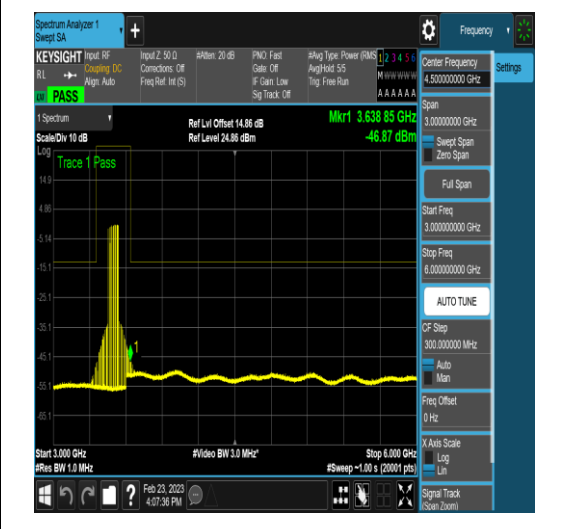 Spectrum Analyzer 1
Swept SA
Frequency
KEYSIGHT
RL
PASS
Input: RF
Coupling: DC
Align: Auto
Input Z: 50 Ω
Corrections: Off
Freq Ref: Int (S)
#Atten: 20 dB
PNO: Fast
Gate: Off
IF Gain: Low
Sig Track: Off
#Avg Type: Power (RMS
Avg|Hold: 5/5
Trig: Free Run
1 2 3 4 5 6
M W W W W W
A A A A A A
1 Spectrum
Scale/Div 10 dB
Ref Lvl Offset 14.86 dB
Ref Level 24.86 dBm
Mkr1 3.638 85 GHz
-46.87 dBm
Log
Trace 1 Pass
14.9
4.86
-5.14
-15.1
-25.1
-35.1
-45.1
-55.1
-65.1
1
Start 3.000 GHz
#Res BW 1.0 MHz
#Video BW 3.0 MHz*
Stop 6.000 GHz
#Sweep ~1.00 s (20001 pts)
Feb 23, 2023
4:07:36 PM
Center Frequency
4.500000000 GHz
Settings
Span
3.00000000 GHz
Swept Span
Zero Span
Full Span
Start Freq
3.000000000 GHz
Stop Freq
6.000000000 GHz
AUTO TUNE
CF Step
300.000000 MHz
Auto
Man
Freq Offset
0 Hz
X Axis Scale
Log
Lin
Signal Track
(Span Zoom)